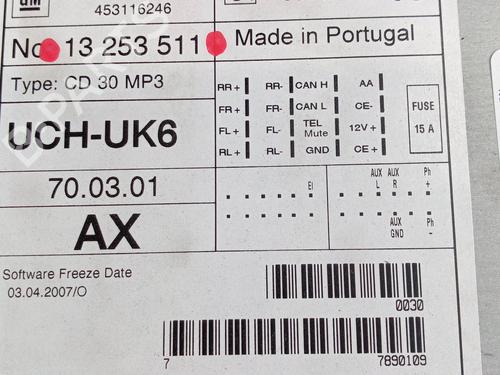 GM
453116246
No 13 253 511
Made in Portugal
Type: CD 30 MP3
UCH-UK6
70.03.01
AX
RR + RR- CAN H AA
FR + FR- CAN L CE-
FL + FL- TEL Mute 12V +
RL + RL- GND CE +
FUSE
15 A
EI
AUX L AUX R Ph +
AUX GND Ph -
Software Freeze Date
03.04.2007/O
0030
7 7890109